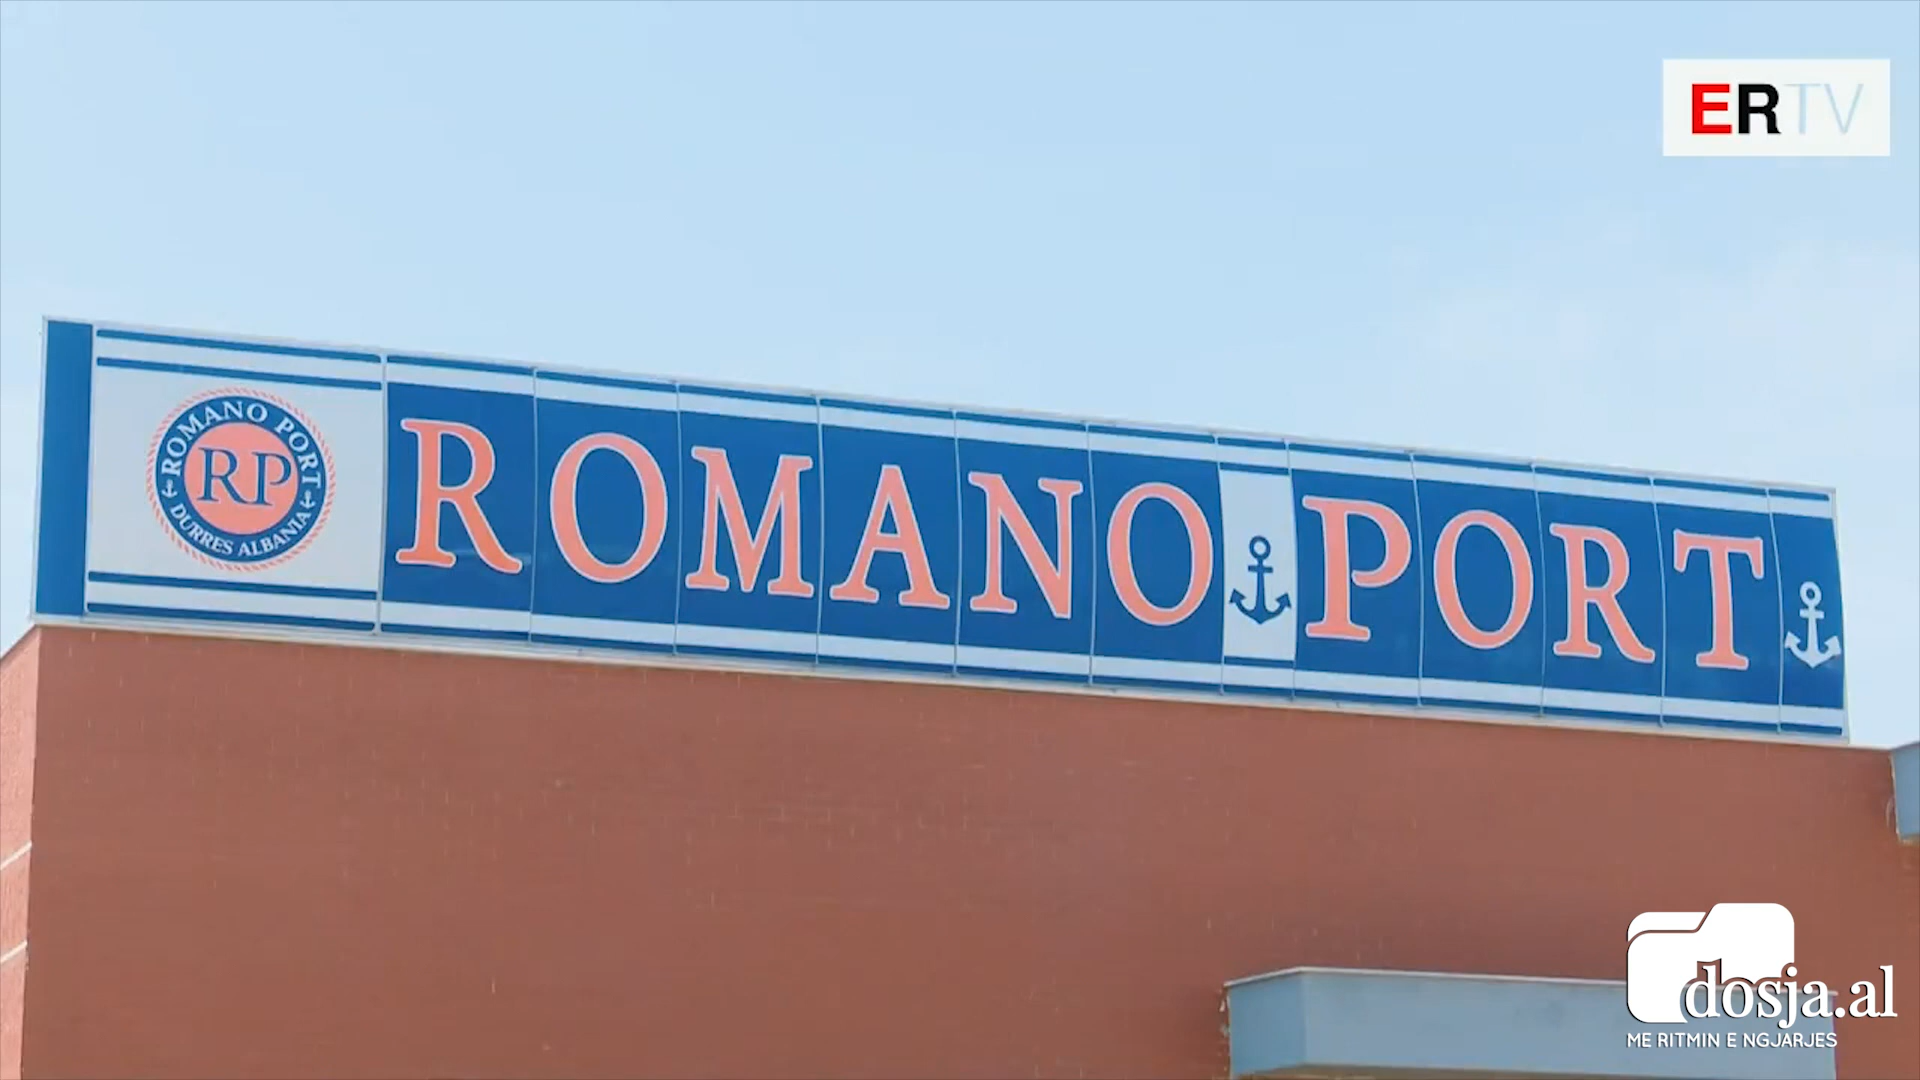 ERTV
ROMANO PORT
RP
DURRES ALBANIA
ROMANO PORT
dosja.al
ME RITMIN E NGJARJES